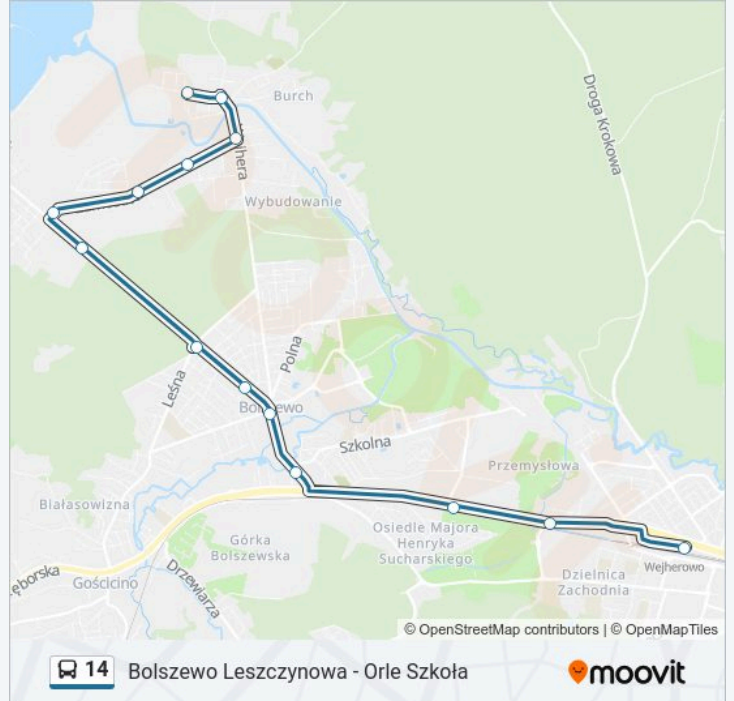 Burch
Droga Krokowa
Wybudowanie
Polna
Leśna
Szkolna
Przemysłowa
Białasowizna
Górka
Bolszewska
Osiedle Majora
Henryka
Sucharskiego
Gościcino
Drzewiarza
Dzielnica
Zachodnia
Wejherowo
© OpenStreetMap contributors | © OpenMapTiles
14 Bolszewo Leszczynowa - Orle Szkoła
moovit